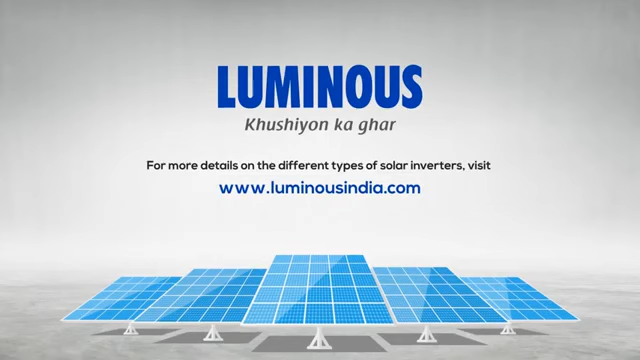 LUMINOUS
Khushiyon ka ghar
For more details on the different types of solar inverters, visit
www.luminousindia.com